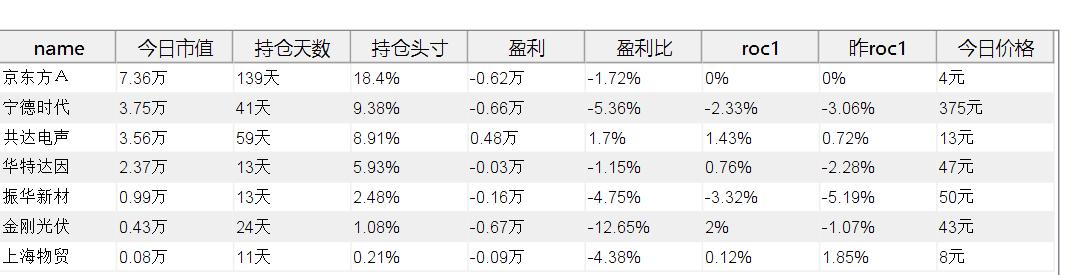 name 今日市值 持仓天数 持仓头寸 盈利 盈利比 roc1 昨roc1 今日价格
京东方Ａ 7.36万 139天 18.4% -0.62万 -1.72% 0% 0% 4元
宁德时代 3.75万 41天 9.38% -0.66万 -5.36% -2.33% -3.06% 375元
共达电声 3.56万 59天 8.91% 0.48万 1.7% 1.43% 0.72% 13元
华特达因 2.37万 13天 5.93% -0.03万 -1.15% 0.76% -2.28% 47元
振华新材 0.99万 13天 2.48% -0.16万 -4.75% -3.32% -5.19% 50元
金刚光伏 0.43万 24天 1.08% -0.67万 -12.65% 2% -1.07% 43元
上海物贸 0.08万 11天 0.21% -0.09万 -4.38% 0.12% 1.85% 8元